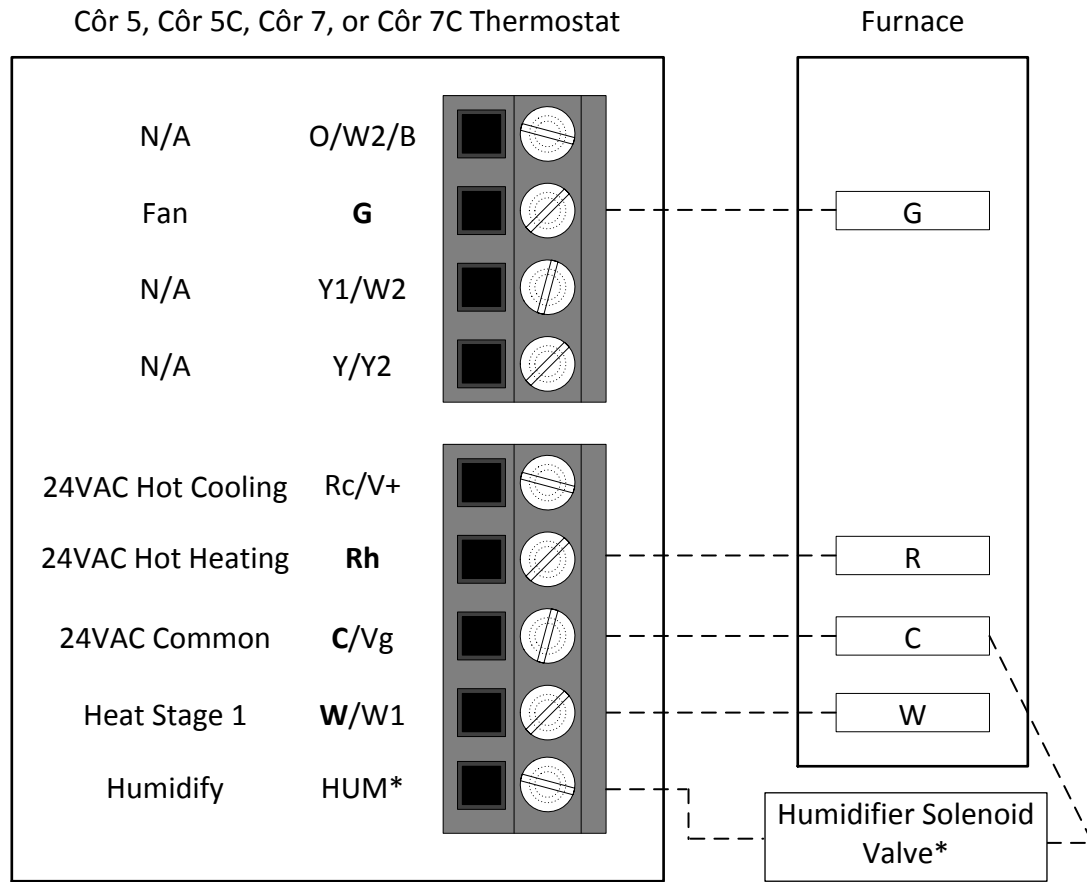 Côr 5, Côr 5C, Côr 7, or Côr 7C Thermostat
Furnace
N/A O/W2/B
Fan G
G
N/A Y1/W2
N/A Y/Y2
24VAC Hot Cooling Rc/V+
24VAC Hot Heating Rh
R
24VAC Common C/Vg
C
Heat Stage 1 W/W1
W
Humidify HUM*
Humidifier Solenoid
Valve*